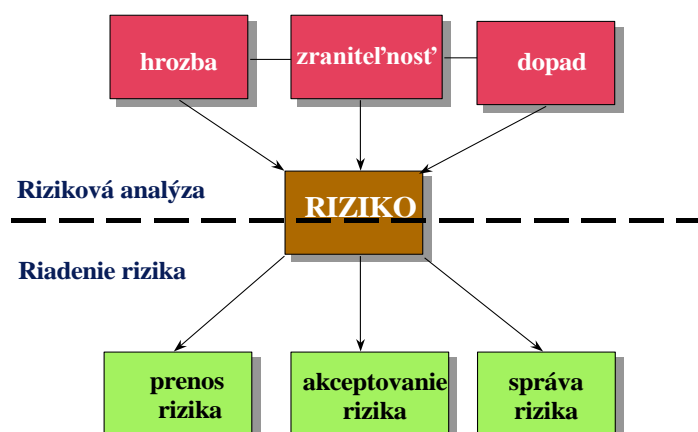 hrozba
zraniteľnosť
dopad
RIZIKO
Riziková analýza
Riadenie rizika
prenos
rizika
akceptovanie
rizika
správa
rizika